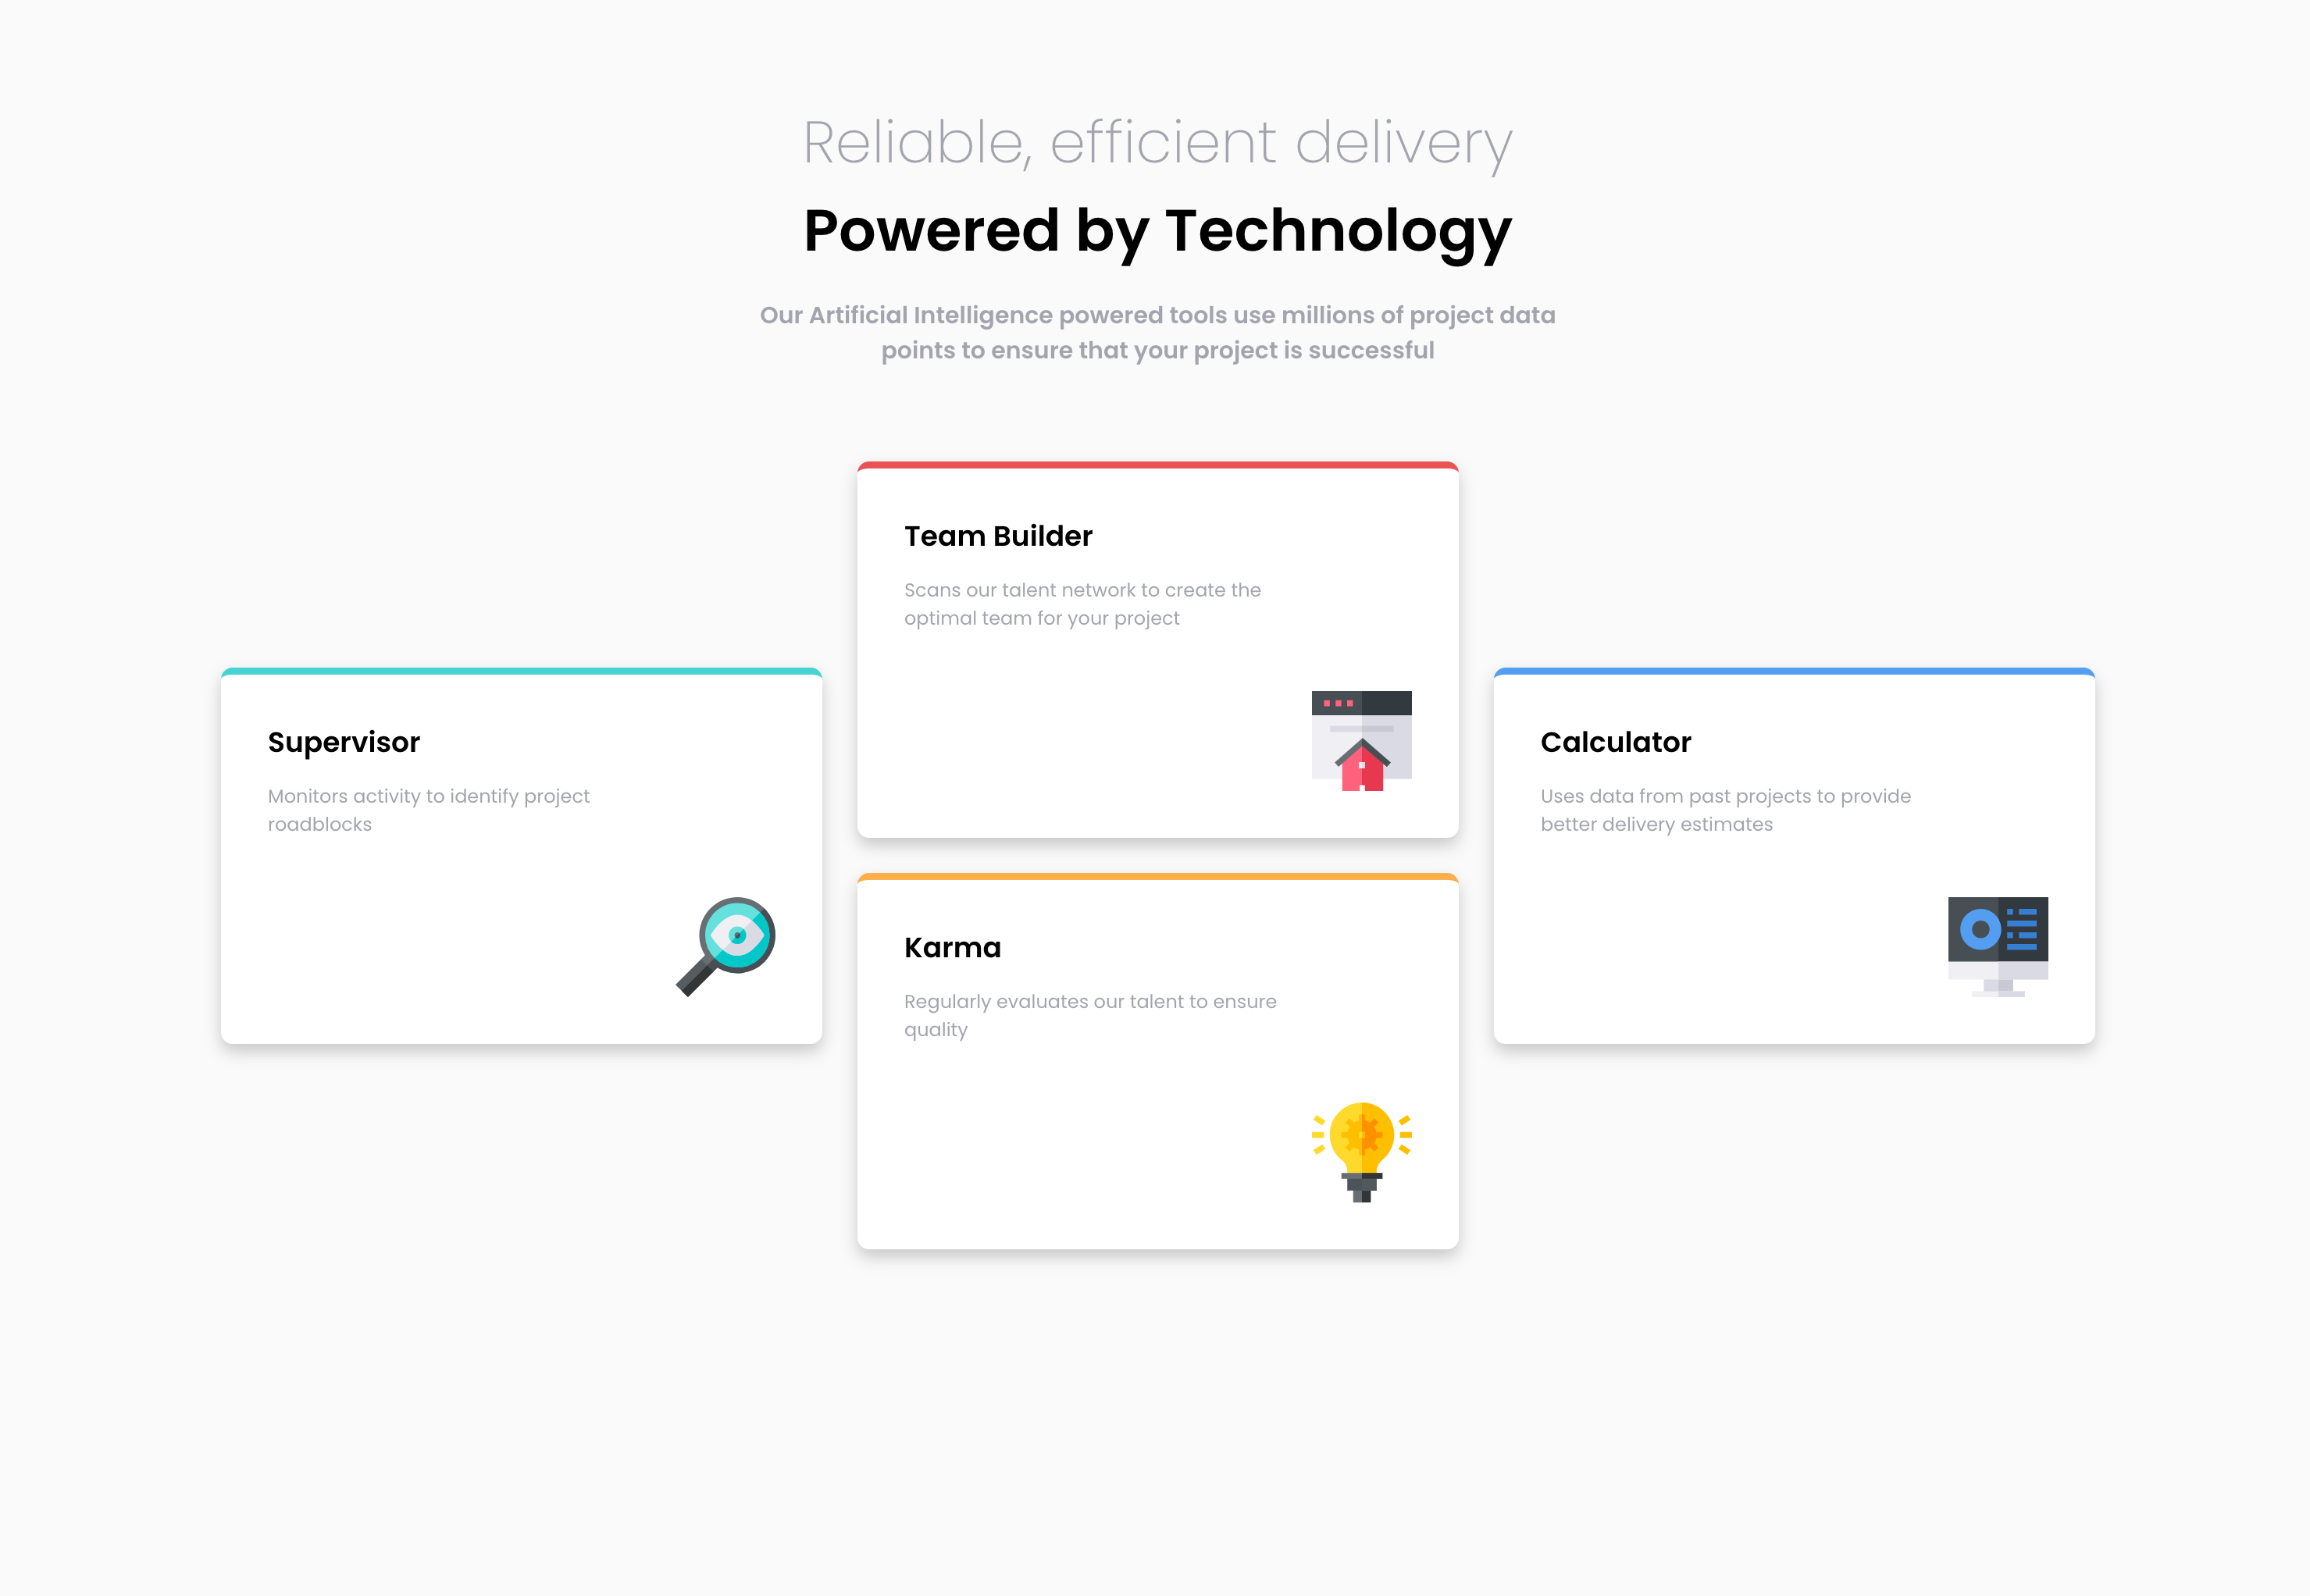 Reliable, efficient delivery
Powered by Technology
Our Artificial Intelligence powered tools use millions of project data
points to ensure that your project is successful
Team Builder
Scans our talent network to create the
optimal team for your project
Supervisor
Monitors activity to identify project
roadblocks
Calculator
Uses data from past projects to provide
better delivery estimates
Karma
Regularly evaluates our talent to ensure
quality